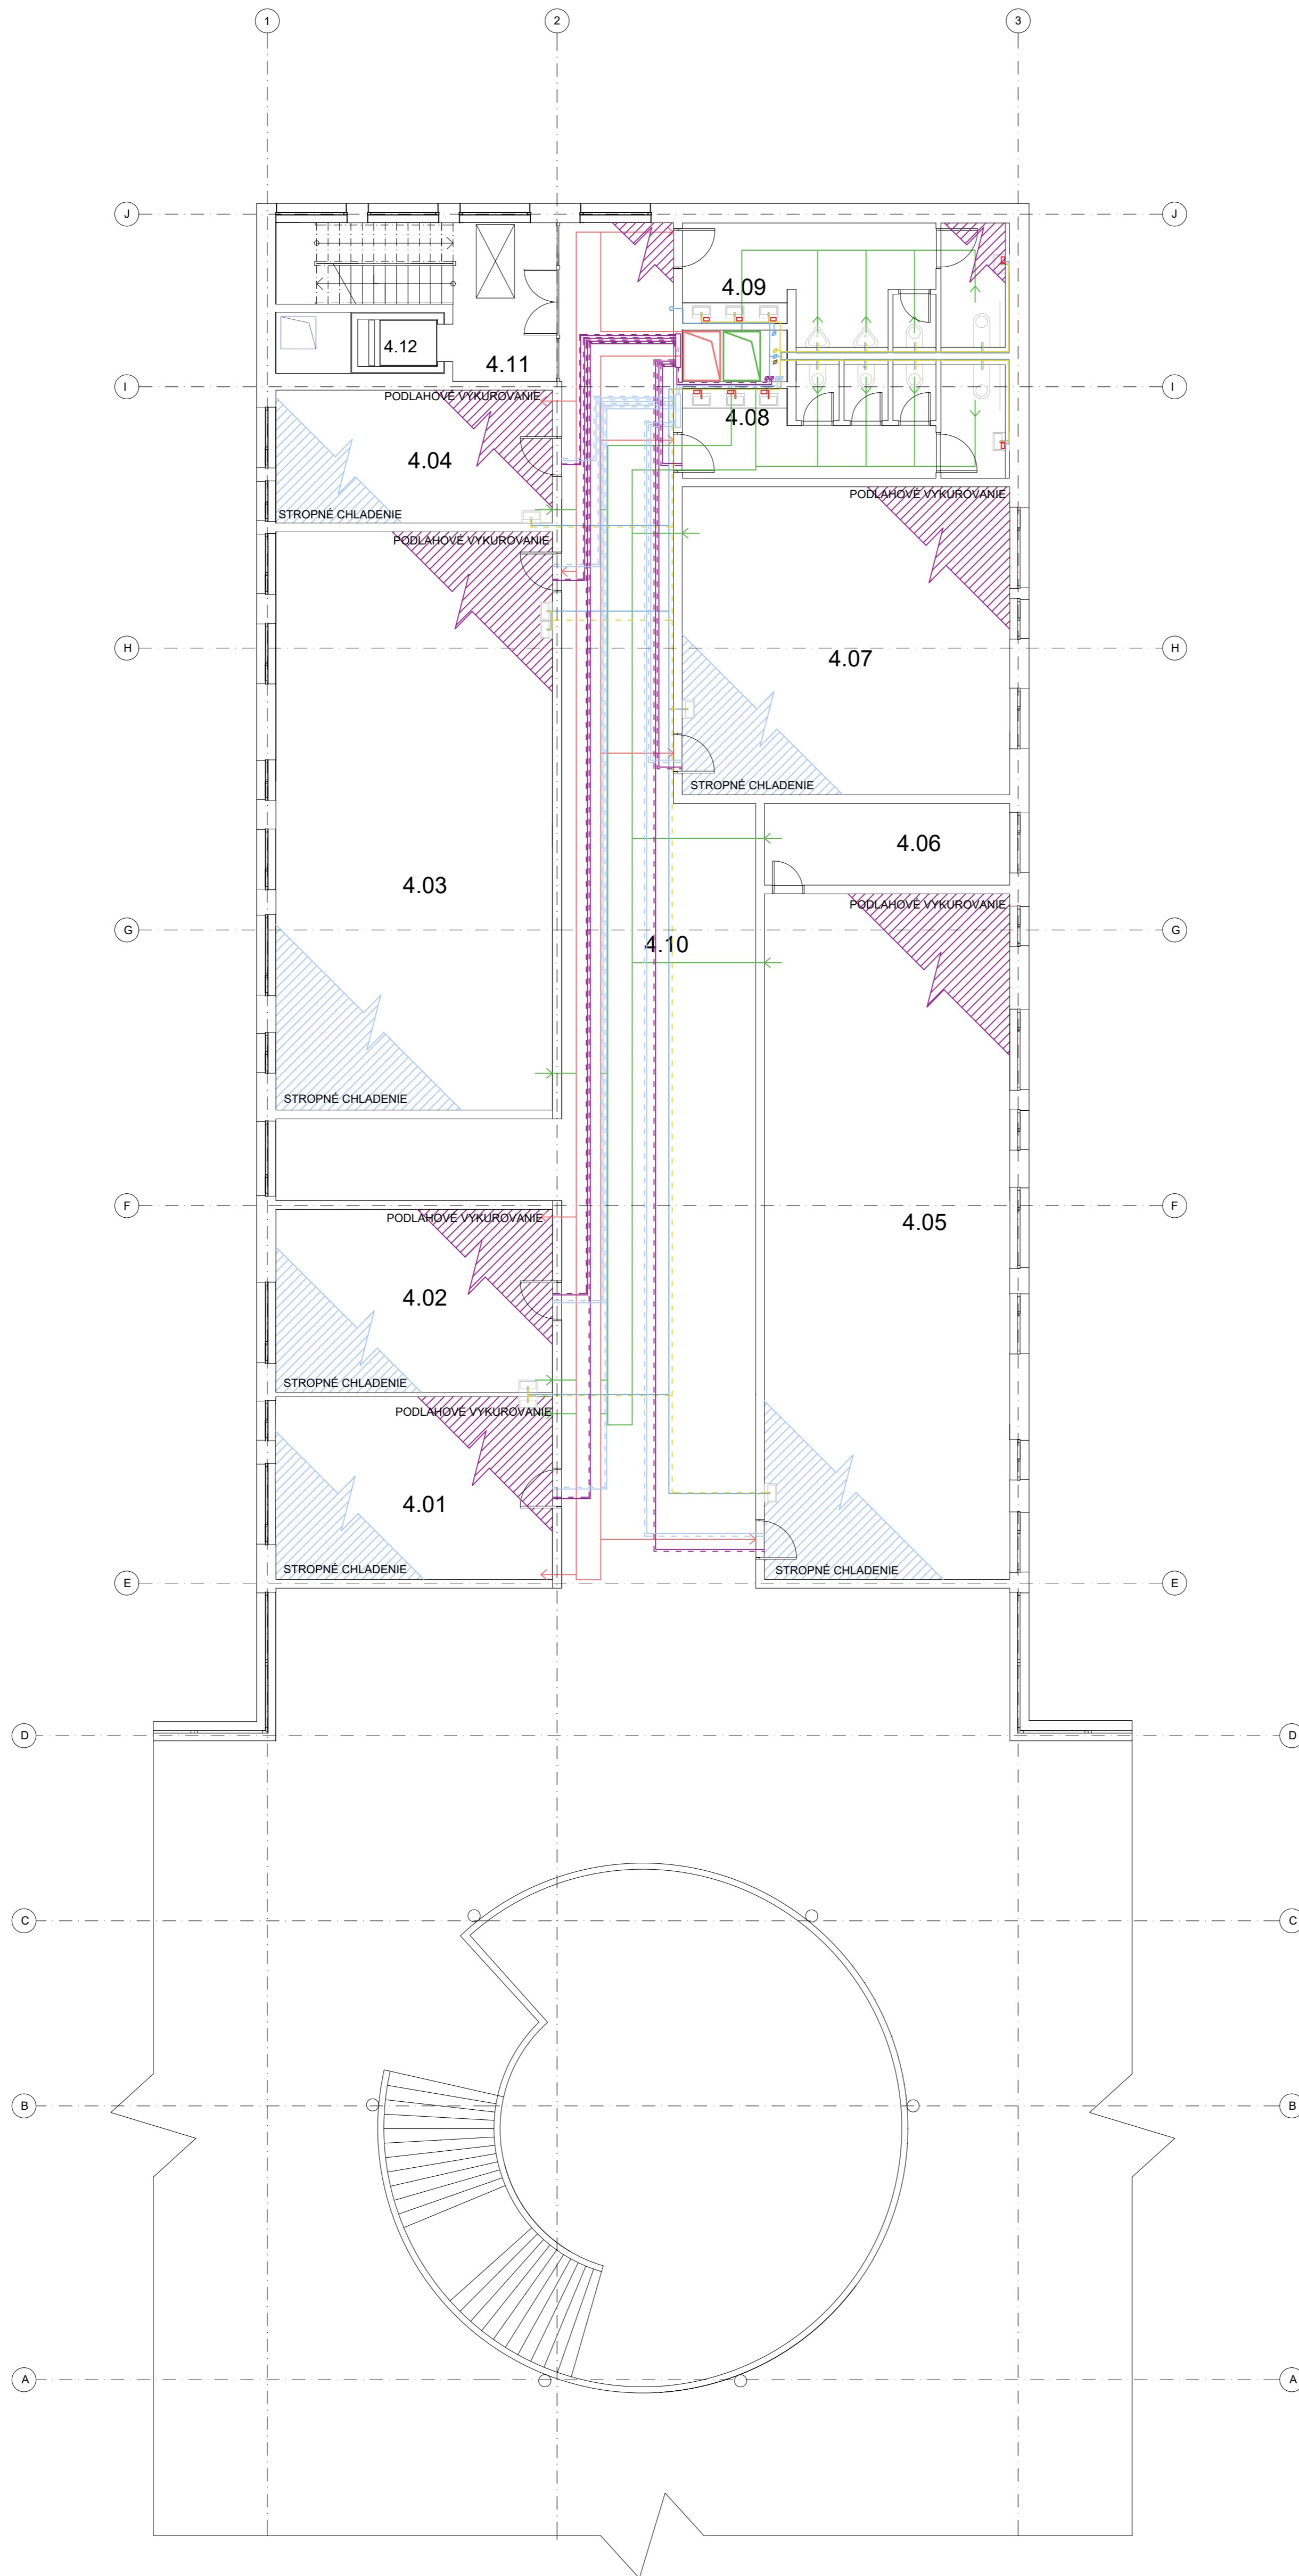 1 2 3
J J
4.09
4.12
4.11
I I
PODLAHOVÉ VYKUROVANIE
4.08
4.04
PODLAHOVÉ VYKUROVANIE
STROPNÉ CHLADENIE
PODLAHOVÉ VYKUROVANIE
H H
4.07
STROPNÉ CHLADENIE
4.06
4.03
PODLAHOVÉ VYKUROVANIE
G G
4.10
STROPNÉ CHLADENIE
F F
PODLAHOVÉ VYKUROVANIE
4.05
4.02
STROPNÉ CHLADENIE
PODLAHOVÉ VYKUROVANIE
4.01
STROPNÉ CHLADENIE
STROPNÉ CHLADENIE
E E
D D
C C
B B
A A